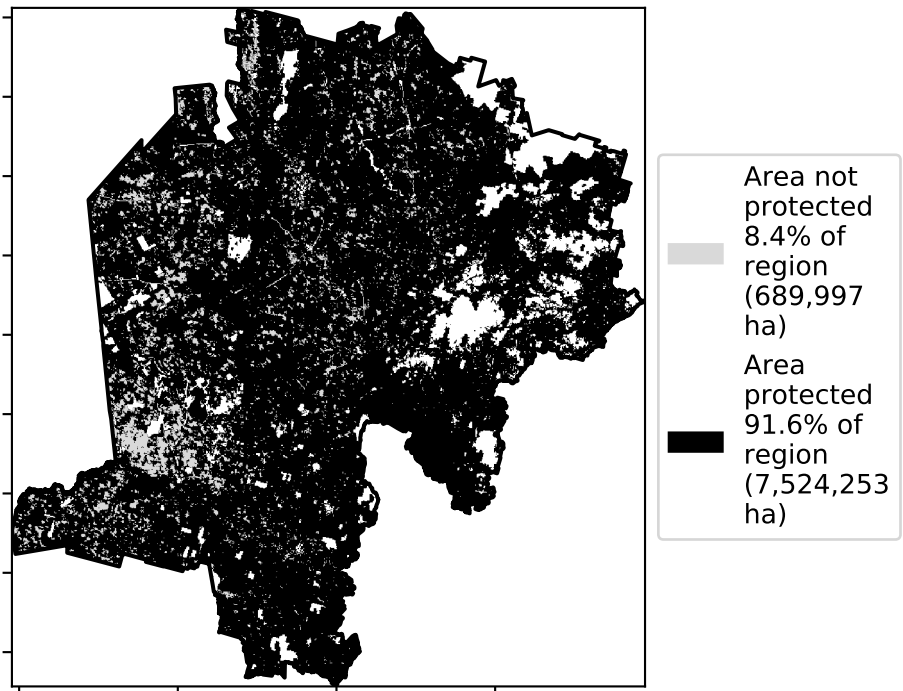 Area not
protected
8.4% of
region
(689,997
ha)
Area
protected
91.6% of
region
(7,524,253
ha)